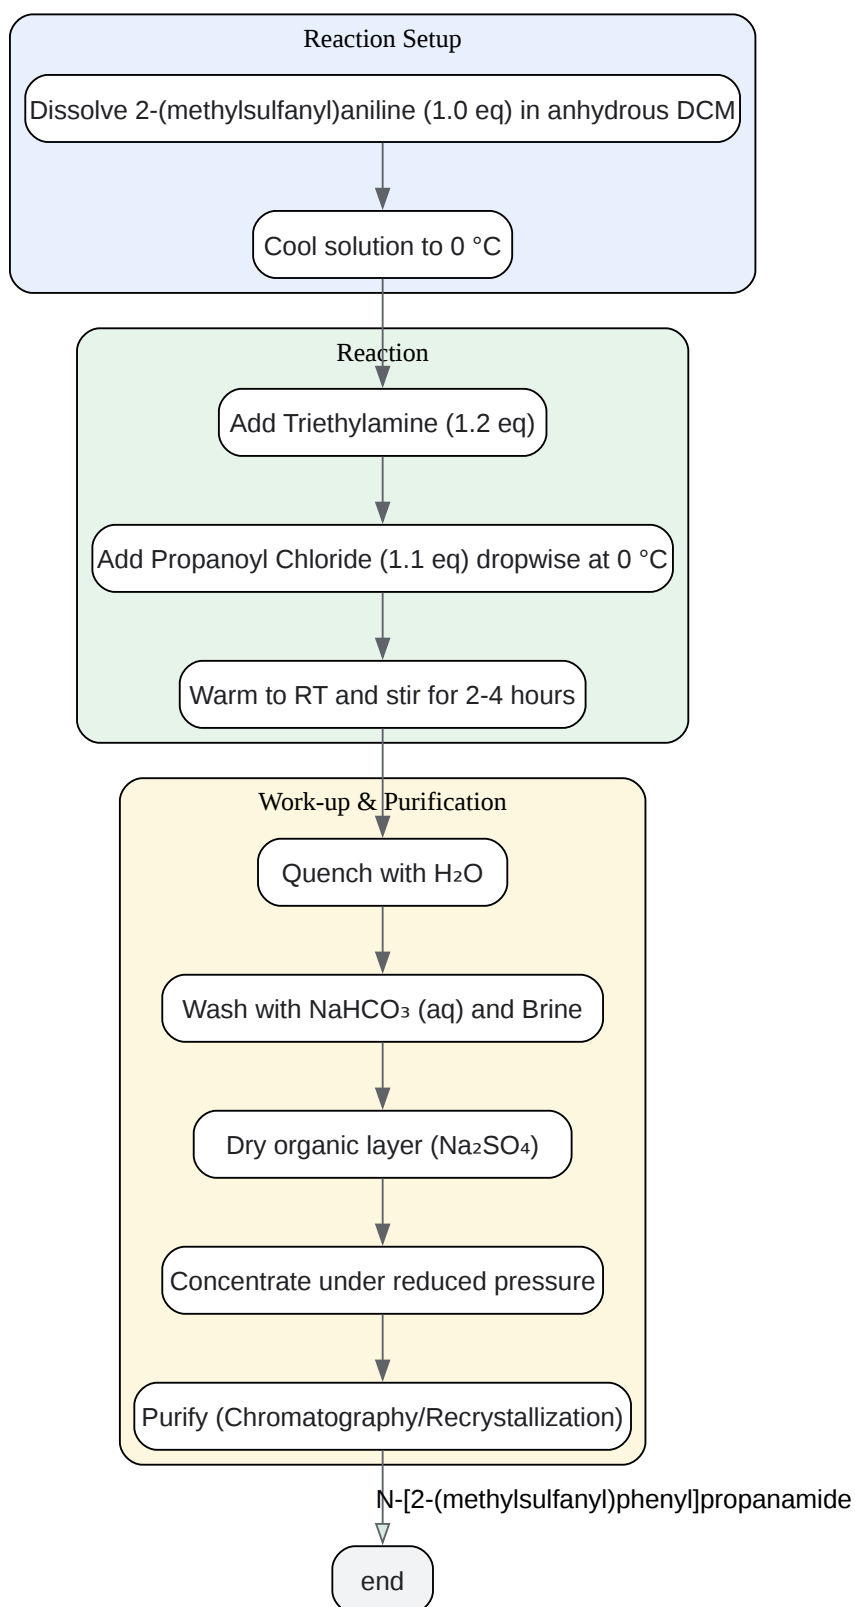 Reaction Setup
Dissolve 2-(methylsulfanyl)aniline (1.0 eq) in anhydrous DCM
Cool solution to 0 °C
Reaction
Add Triethylamine (1.2 eq)
Add Propanoyl Chloride (1.1 eq) dropwise at 0 °C
Warm to RT and stir for 2-4 hours
Work-up & Purification
Quench with H₂O
Wash with NaHCO₃ (aq) and Brine
Dry organic layer (Na₂SO₄)
Concentrate under reduced pressure
Purify (Chromatography/Recrystallization)
N-[2-(methylsulfanyl)phenyl]propanamide
end